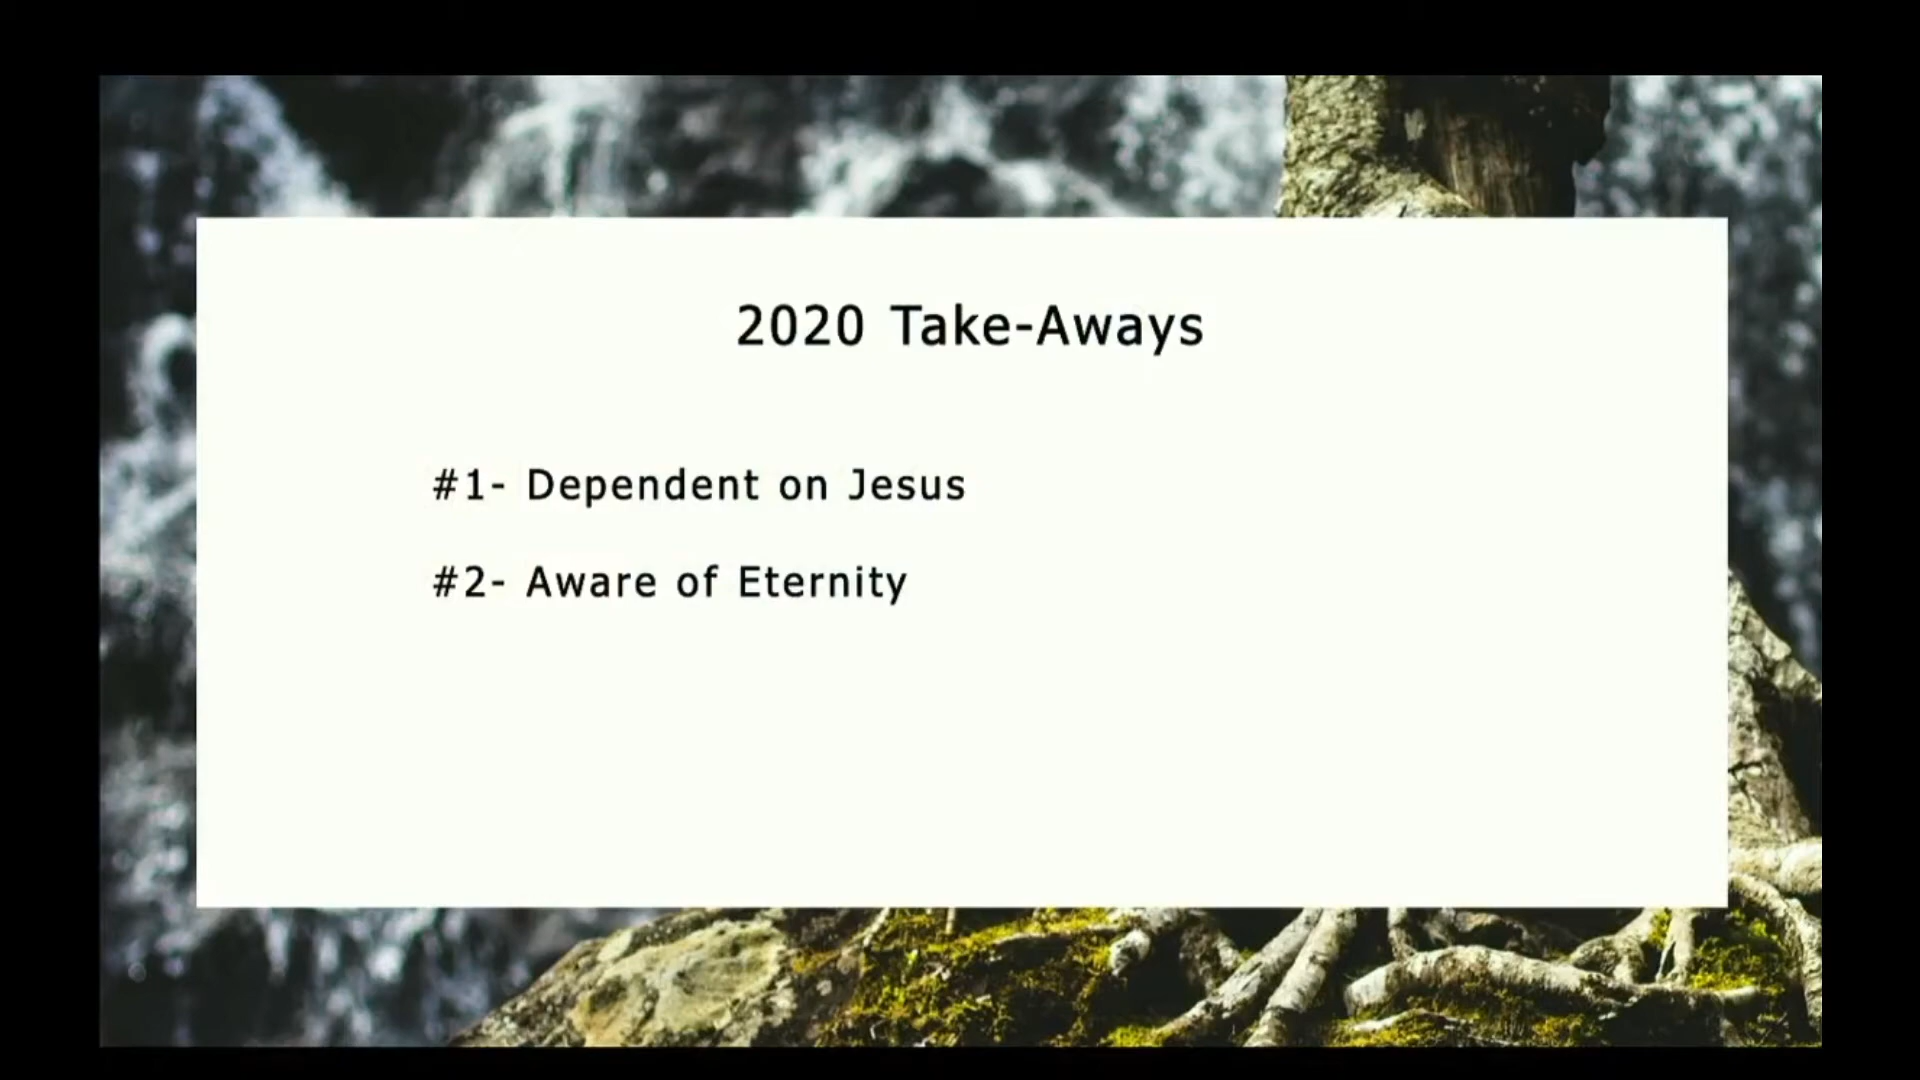 2020 Take-Aways
#1- Dependent on Jesus
#2- Aware of Eternity